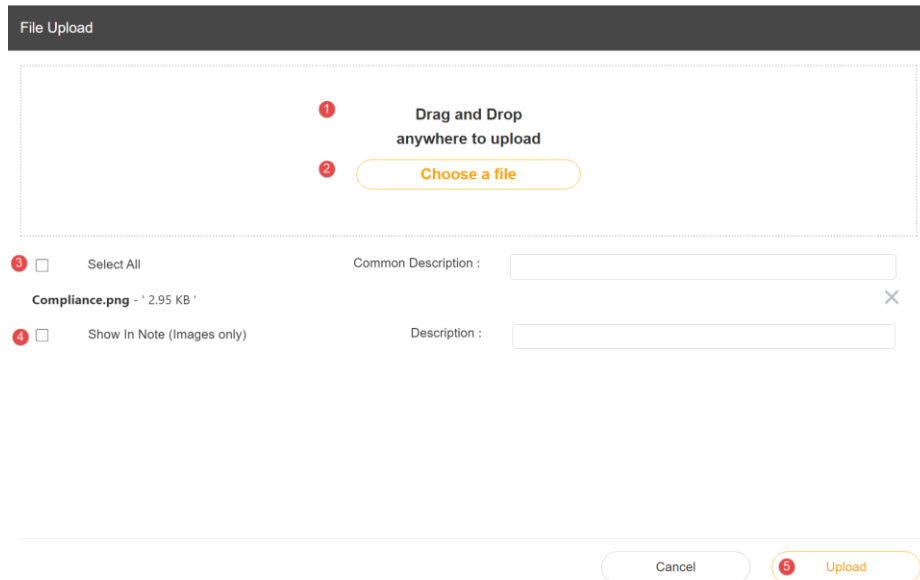 File Upload
1 Drag and Drop
anywhere to upload
2 Choose a file
3 Select All Common Description :
Compliance.png - ' 2.95 KB '
4 Show In Note (Images only) Description :
Cancel 5 Upload